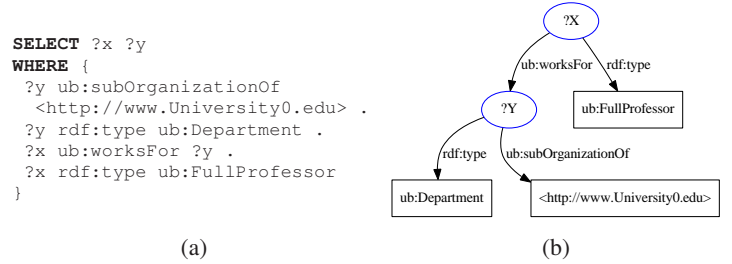 SELECT ?x ?y
WHERE {
?y ub:subOrganizationOf
<http://www.University0.edu> .
?y rdf:type ub:Department .
?x ub:worksFor ?y .
?x rdf:type ub:FullProfessor
}
(a)
?X
ub:worksFor
rdf:type
?Y
ub:FullProfessor
rdf:type
ub:subOrganizationOf
ub:Department
<http://www.University0.edu>
(b)